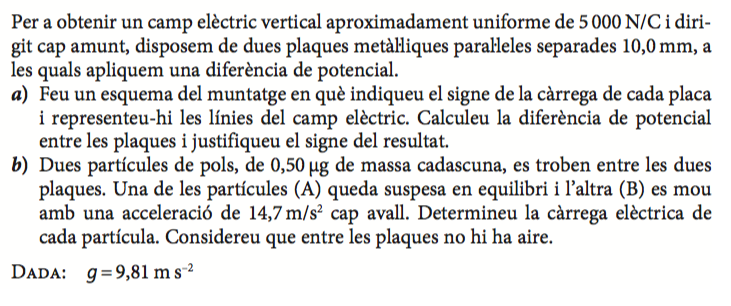 Per a obtenir un camp elèctric vertical aproximadament uniforme de 5 000 N/C i diri-
git cap amunt, disposem de dues plaques metàl·liques paral·leles separades 10,0 mm, a
les quals apliquem una diferència de potencial.
a) Feu un esquema del muntatge en què indiqueu el signe de la càrrega de cada placa
i representeu-hi les línies del camp elèctric. Calculeu la diferència de potencial
entre les plaques i justifiqueu el signe del resultat.
b) Dues partícules de pols, de 0,50 µg de massa cadascuna, es troben entre les dues
plaques. Una de les partícules (A) queda suspesa en equilibri i l’altra (B) es mou
amb una acceleració de 14,7 m/s² cap avall. Determineu la càrrega elèctrica de
cada partícula. Considereu que entre les plaques no hi ha aire.
DADA: g = 9,81 m s⁻²